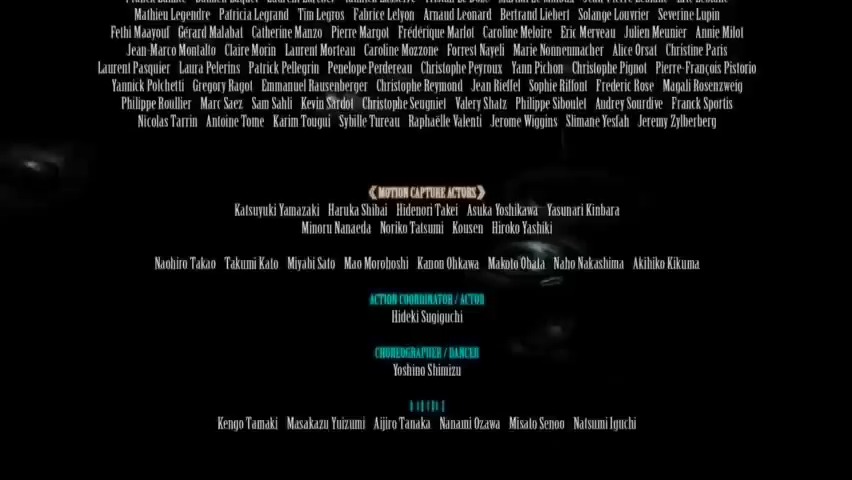 Mathieu Legendre Patricia Legrand Tim Legros Fabrice Lelyon Arnaud Leonard Bertrand Liebert Solange Louvrier Severine Lupin
Fethi Maayouf Gérard Malabat Catherine Manzo Pierre Margot Frédérique Marlot Caroline Meloire Eric Merveau Julien Meunier Annie Milot
Jean-Marco Montalto Claire Morin Laurent Morteau Caroline Mozzone Forrest Nayeli Marie Nonnenmacher Alice Orsat Christine Paris
Laurent Pasquier Laura Pelerins Patrick Pellegrin Penelope Perdereau Christophe Peyroux Yann Pichon Christophe Pignot Pierre-François Pistorio
Yannick Polchetti Gregory Ragot Emmanuel Rausenberger Christophe Reymond Jean Rieffel Sophie Riffont Frederic Rose Magali Rosenzweig
Philippe Roullier Marc Saez Sam Sahli Kevin Sardot Christophe Seugniet Valery Shatz Philippe Siboulet Audrey Sourdive Franck Sportis
Nicolas Tarrin Antoine Tome Karim Tougui Sybille Tureau Raphaëlle Valenti Jerome Wiggins Slimane Yesfah Jeremy Zylberberg
《MOTION CAPTURE ACTORS》
Katsuyuki Yamazaki Haruka Shibai Hidenori Takei Asuka Yoshikawa Yasunari Kinbara
Minoru Nanaeda Noriko Tatsumi Kousen Hiroko Yashiki
Naohiro Takao Takumi Kato Miyabi Sato Mao Morohoshi Kanon Ohkawa Makoto Ohata Naho Nakashima Akihiko Kikuma
ACTION COORDINATOR / ACTOR
Hideki Sugiguchi
CHOREOGRAPHER / DANCER
Yoshino Shimizu
Kengo Tamaki Masakazu Yuizumi Aijiro Tanaka Nanami Ozawa Misato Senoo Natsumi Iguchi